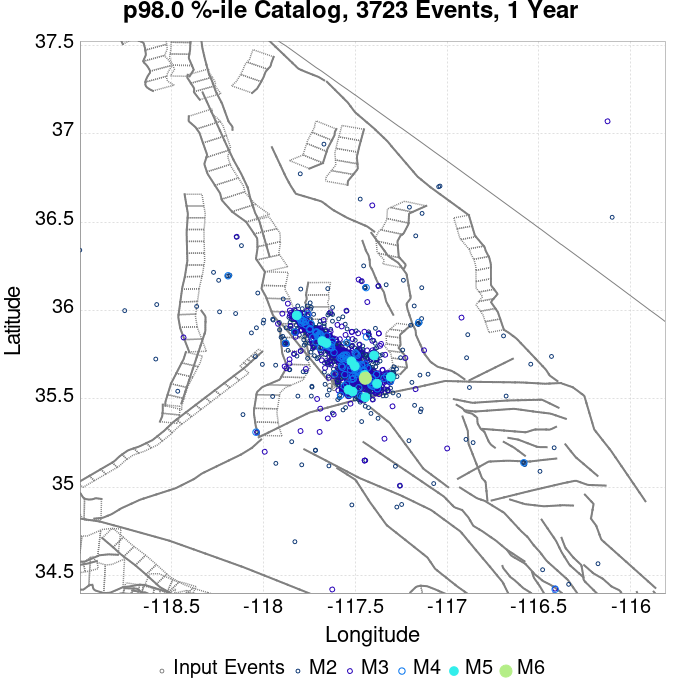 p98.0 %-ile Catalog, 3723 Events, 1 Year
37.5
37
36.5
36
35.5
35
34.5
Latitude
-118.5 -118 -117.5 -117 -116.5 -116
Longitude
Input Events M2 M3 M4 M5 M6